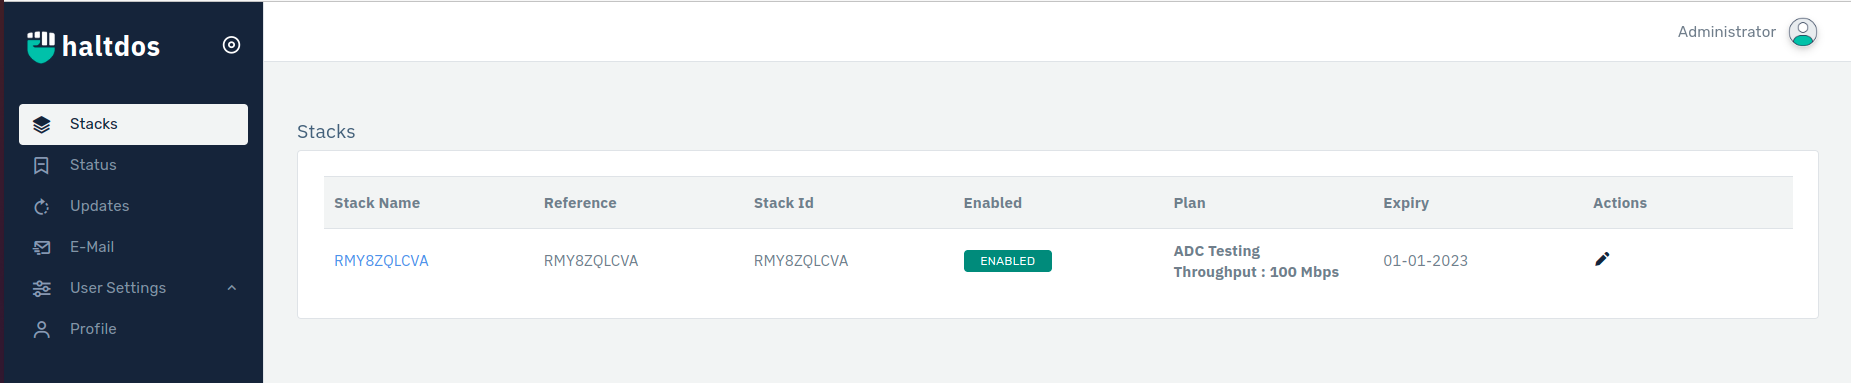 haltdos
Administrator
Stacks
Status
Updates
E-Mail
User Settings
Profile
Stacks
Stack Name Reference Stack Id Enabled Plan Expiry Actions
RMY8ZQLCVA RMY8ZQLCVA RMY8ZQLCVA ENABLED ADC Testing 01-01-2023
Throughput : 100 Mbps